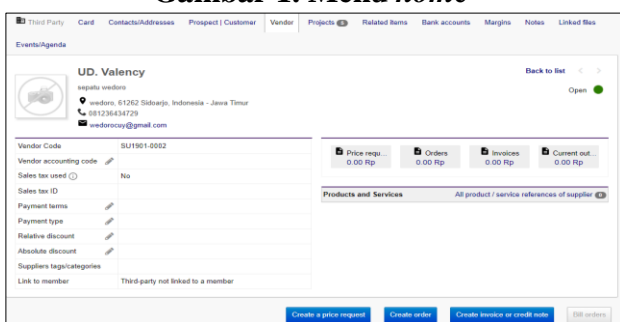 Gambar 1. Menu home
Third Party Card Contacts/Addresses Prospect | Customer Vendor Projects 0 Related items Bank accounts Margins Notes Linked files
Events/Agenda
UD. Valency
Back to list < >
sepatu wedoro
Open
wedoro, 61262 Sidoarjo, Indonesia - Jawa Timur
081236434729
wedorocuy@gmail.com
Vendor Code SU1901-0002
Vendor accounting code
Sales tax used No
Sales tax ID
Payment terms
Payment type
Relative discount
Absolute discount
Suppliers tags/categories
Link to member Third-party not linked to a member
Price requ... Orders Invoices Current out...
0.00 Rp 0.00 Rp 0.00 Rp 0.00 Rp
Products and Services All product / service references of supplier 0
Create a price request Create order Create invoice or credit note Bill orders